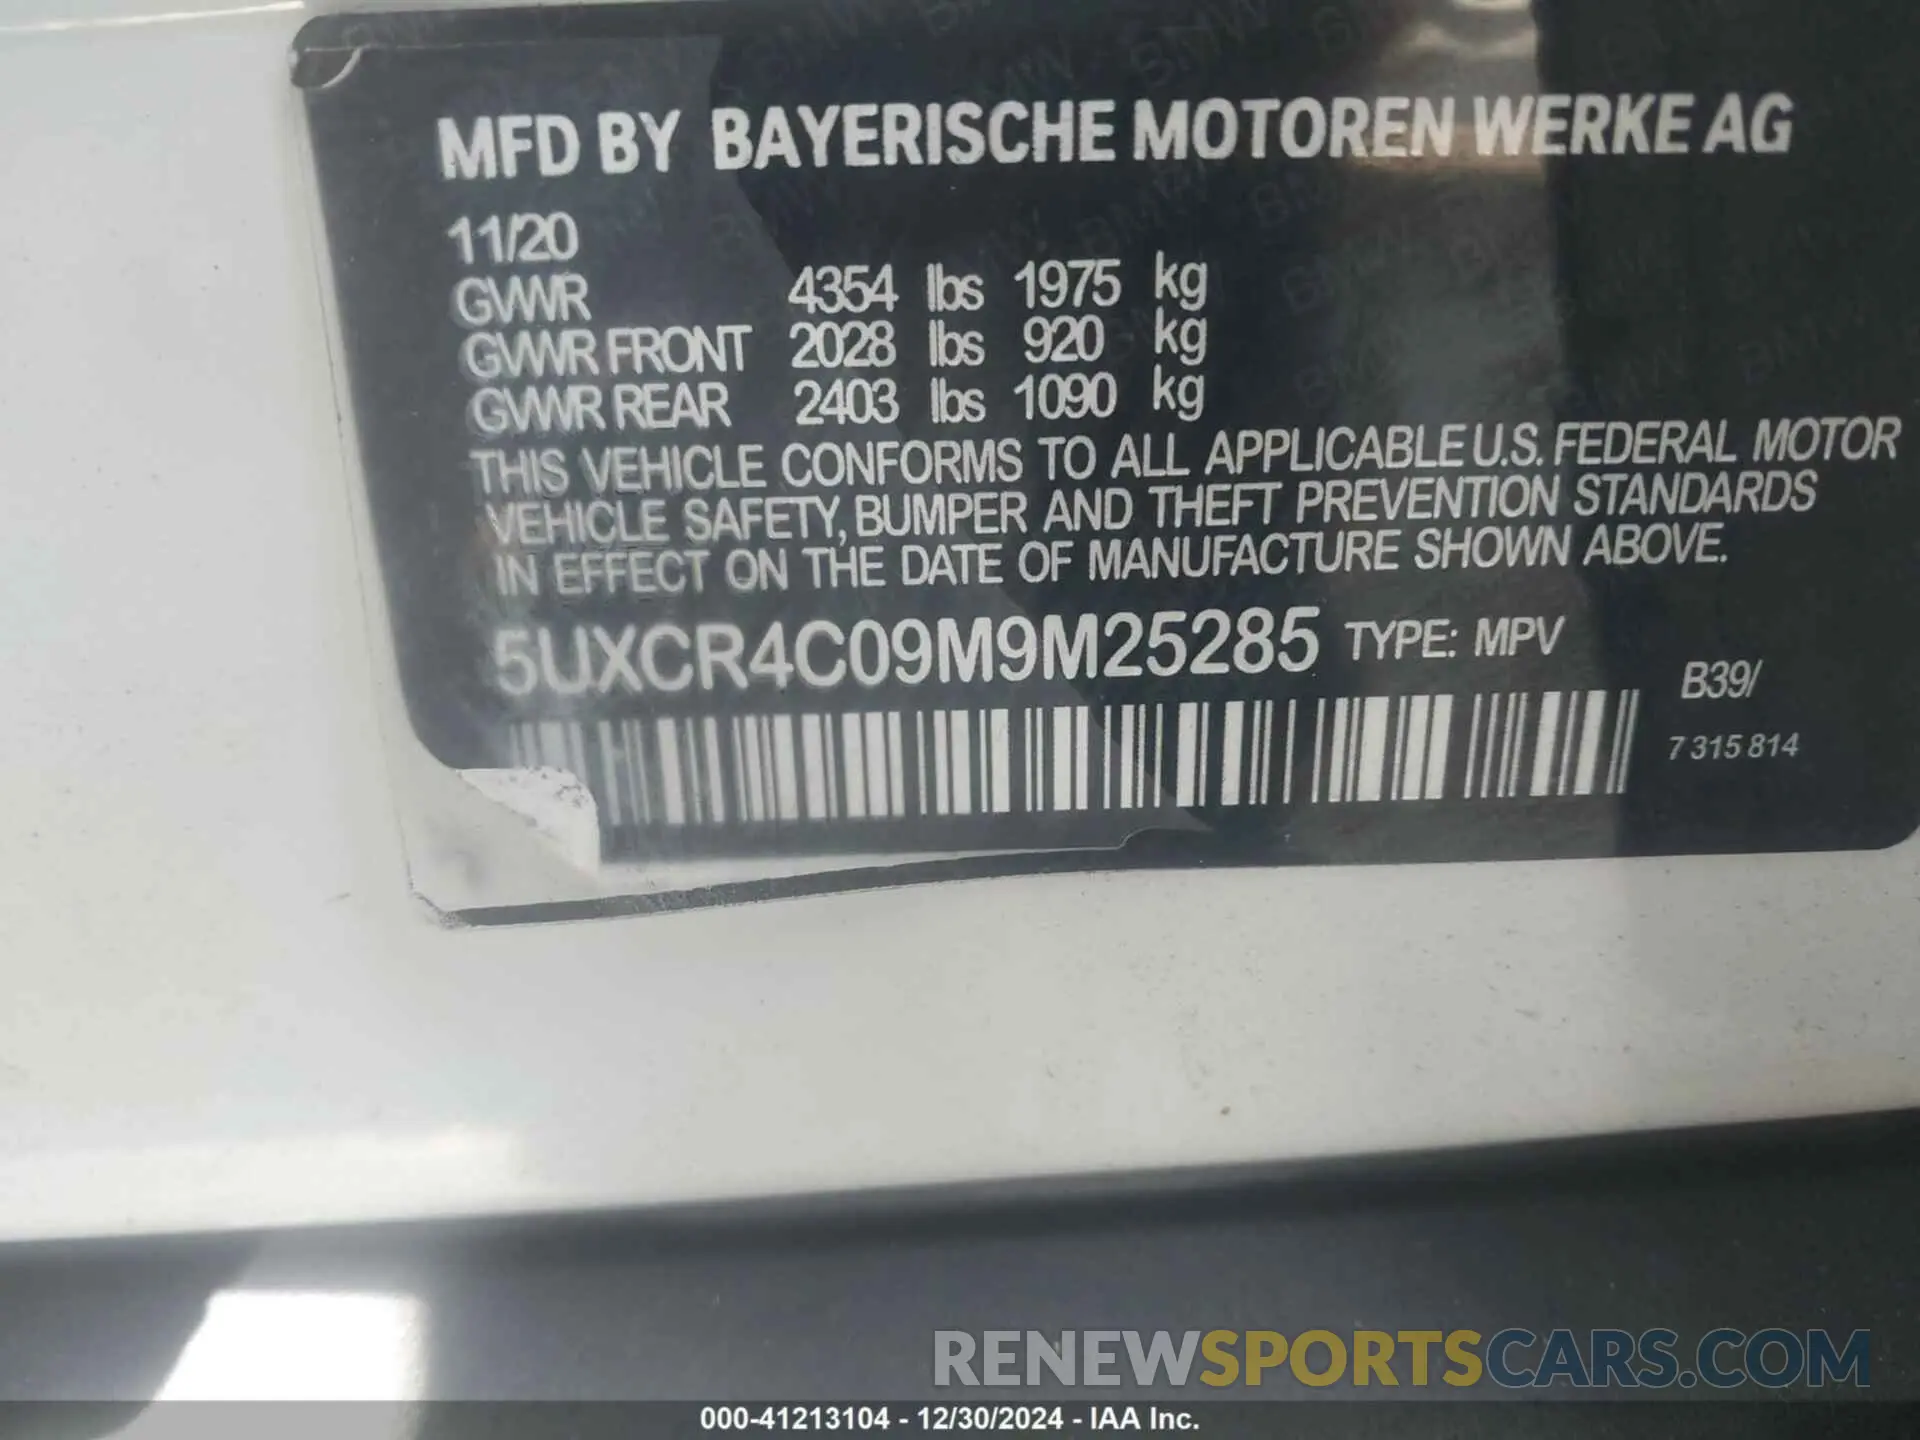 MFD BY BAYERISCHE MOTOREN WERKE AG
11/20
GVWR 4354 lbs 1975 kg
GVWR FRONT 2028 lbs 920 kg
GVWR REAR 2403 lbs 1090 kg
THIS VEHICLE CONFORMS TO ALL APPLICABLE U.S. FEDERAL MOTOR
VEHICLE SAFETY, BUMPER AND THEFT PREVENTION STANDARDS
IN EFFECT ON THE DATE OF MANUFACTURE SHOWN ABOVE.
5UXCR4C09M9M25285 TYPE: MPV
B39/
7 315 814
RENEWSPORTSCARS.COM
000-41213104 - 12/30/2024 - IAA Inc.